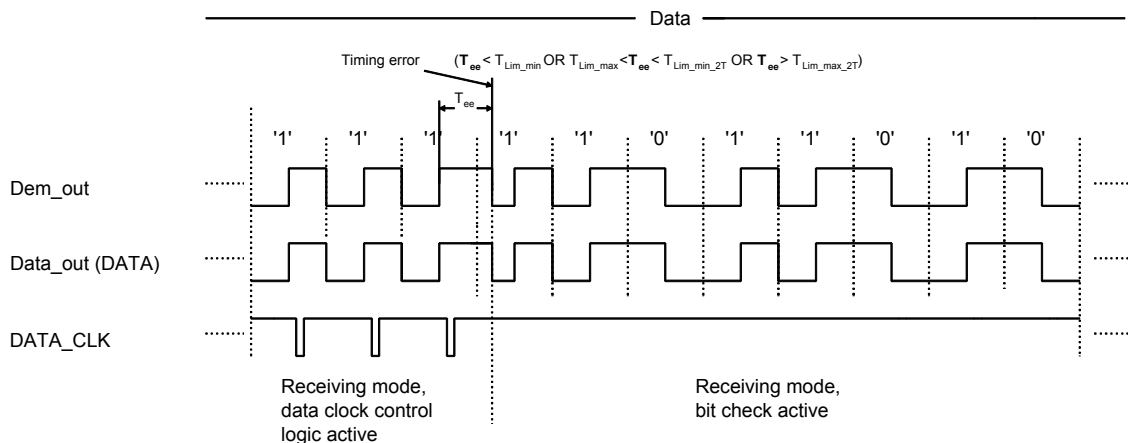 Data
Timing error (Tee < TLim_min OR TLim_max<Tee < TLim_min_2T OR Tee > TLim_max_2T)
Tee
'1' '1' '1' '1' '1' '0' '1' '1' '0' '1' '0'
Dem_out
Data_out (DATA)
DATA_CLK
Receiving mode,
data clock control
logic active
Receiving mode,
bit check active